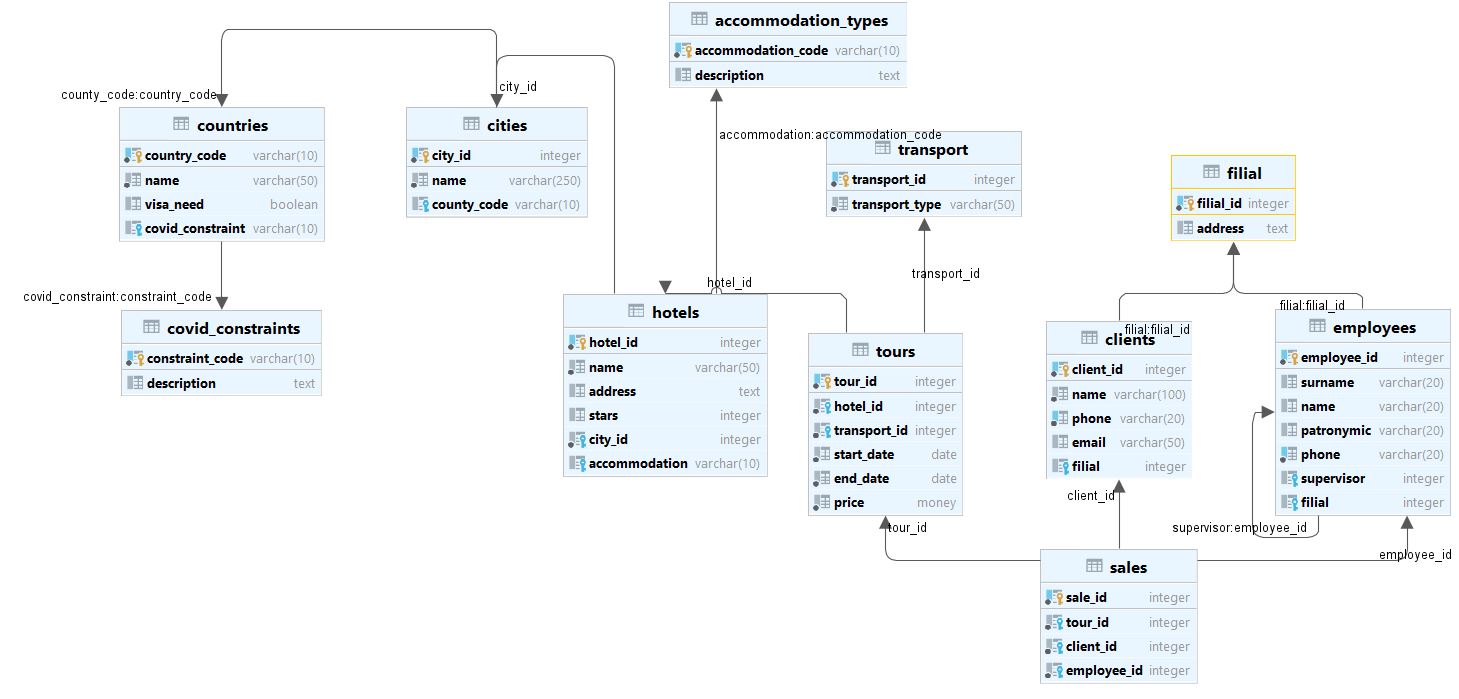 accommodation_types
accommodation_code varchar(10)
description text
county_code:country_code
city_id
countries
country_code varchar(10)
name varchar(50)
visa_need boolean
covid_constraint varchar(10)
cities
city_id integer
name varchar(250)
county_code varchar(10)
accommodation:accommodation_code
transport
transport_id integer
transport_type varchar(50)
filial
filial_id integer
address text
covid_constraint:constraint_code
covid_constraints
constraint_code varchar(10)
description text
hotel_id
transport_id
hotels
hotel_id integer
name varchar(50)
address text
stars integer
city_id integer
accommodation varchar(10)
tours
tour_id integer
hotel_id integer
transport_id integer
start_date date
end_date date
price money
filial:filial_id
clients
client_id integer
name varchar(100)
phone varchar(20)
email varchar(50)
filial integer
filial:filial_id
employees
employee_id integer
surname varchar(20)
name varchar(20)
patronymic varchar(20)
phone varchar(20)
supervisor integer
filial integer
tour_id
client_id
supervisor:employee_id
employee_id
sales
sale_id integer
tour_id integer
client_id integer
employee_id integer